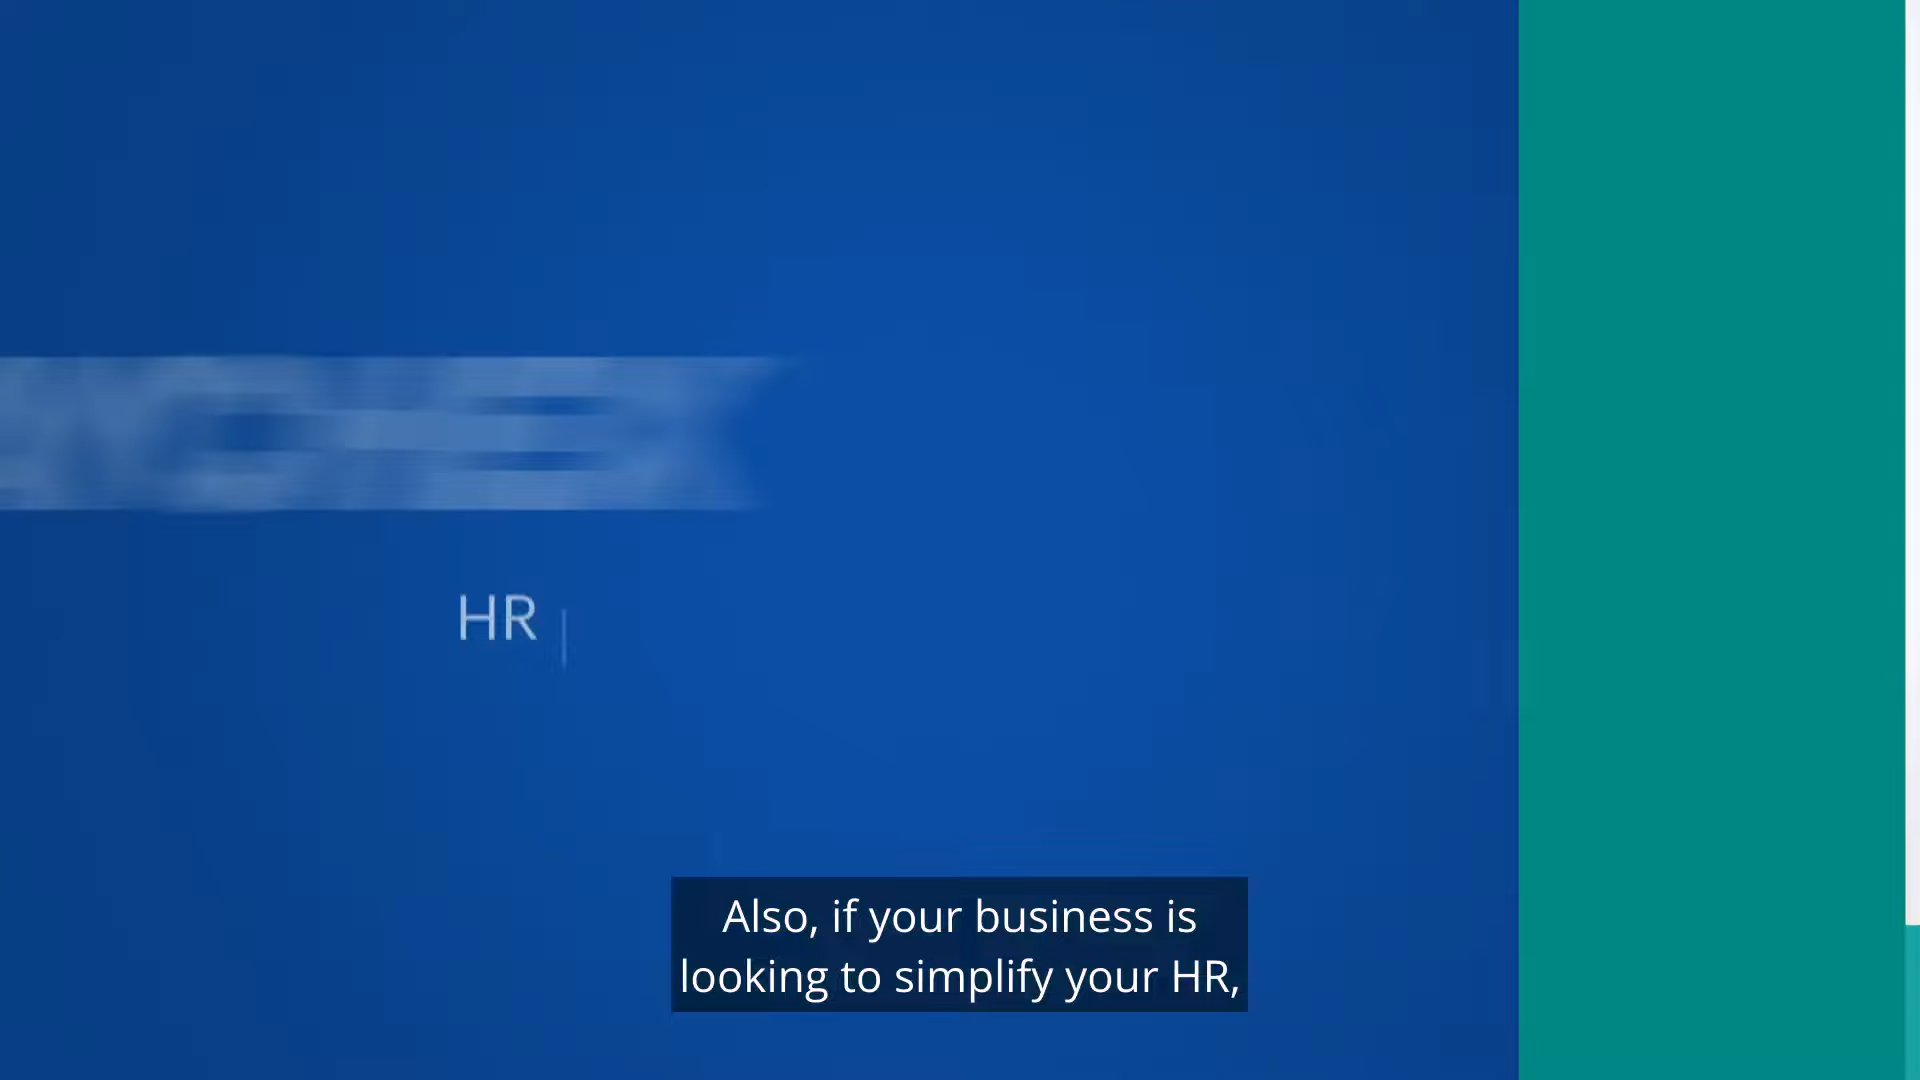 HR
Also, if your business is
looking to simplify your HR,